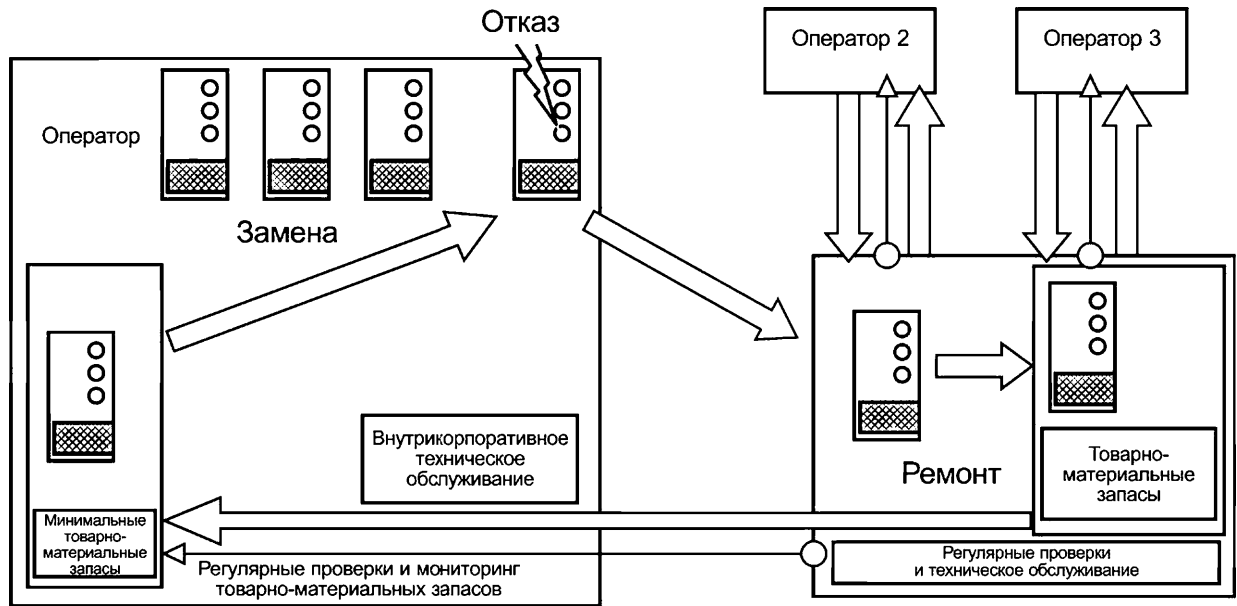 Отказ
Оператор 2
Оператор 3
Оператор
Замена
Внутрикорпоративное
техническое
обслуживание
Ремонт
Товарно-
материальные
запасы
Минимальные
товарно-
материальные
запасы
Регулярные проверки и мониторинг
товарно-материальных запасов
Регулярные проверки
и техническое обслуживание